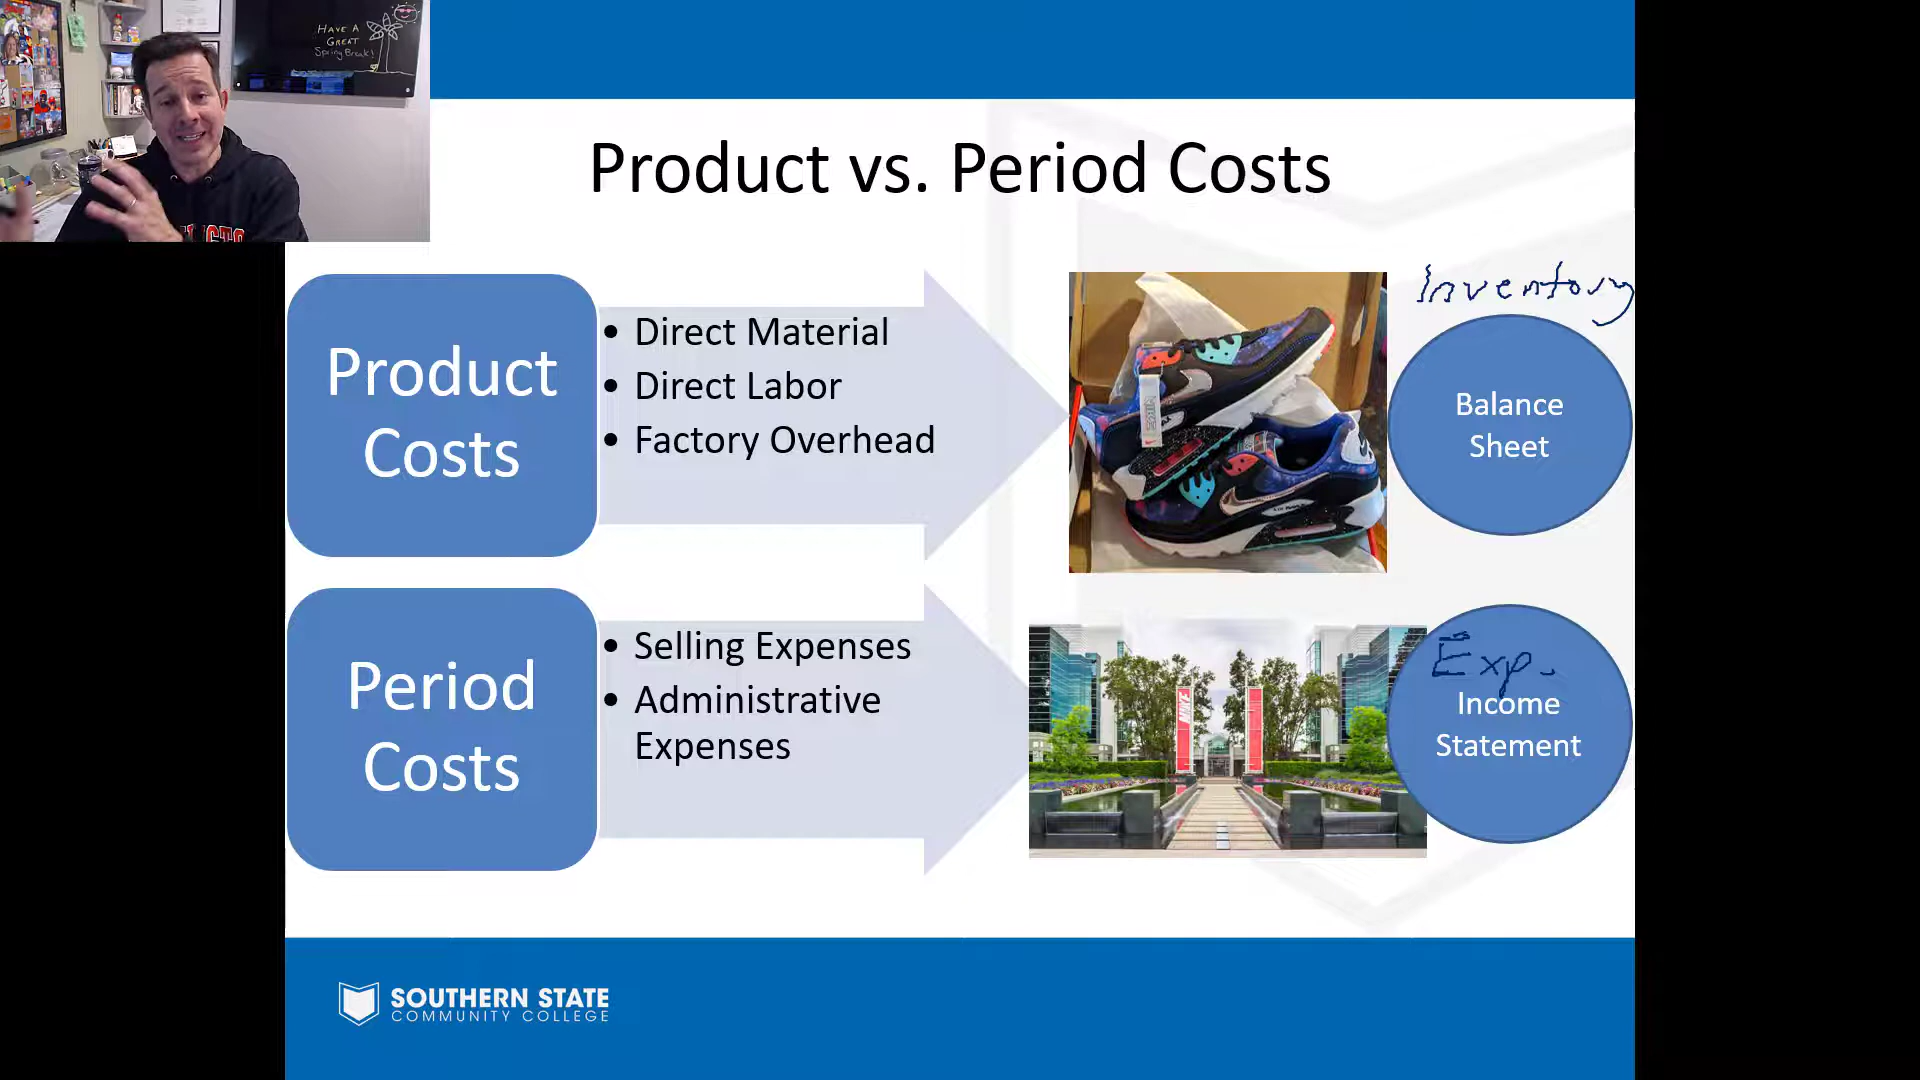 HAVE A
GREAT
Spring Break!
Product vs. Period Costs
Product
Costs
• Direct Material
• Direct Labor
• Factory Overhead
Inventory
Balance
Sheet
Period
Costs
• Selling Expenses
• Administrative
Expenses
NIKE
Exp.
Income
Statement
SOUTHERN STATE
COMMUNITY COLLEGE